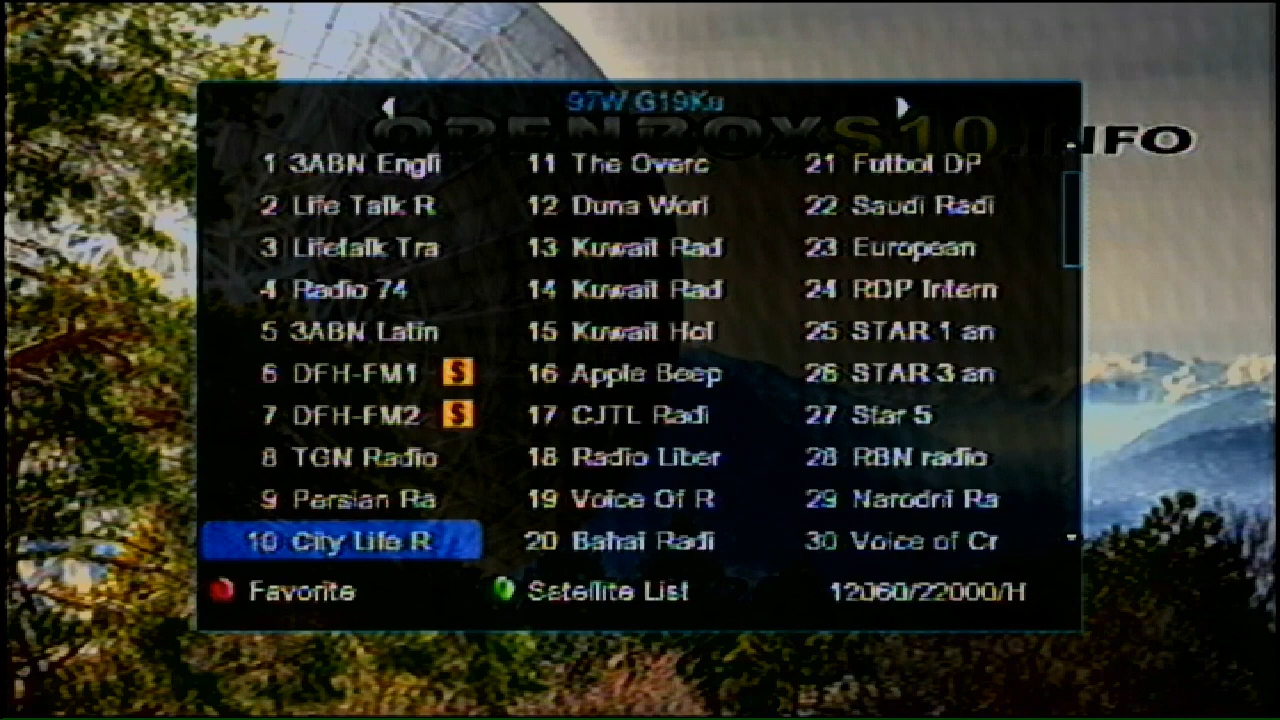 97W G19Ku
OPENBOXS10.INFO
1 3ABN Engli
2 Life Talk R
3 Lifetalk Tra
4 Radio 74
5 3ABN Latin
6 DFH-FM1 S
7 DFH-FM2 S
8 TGN Radio
9 Persian Ra
10 City Life R
11 The Overc
12 Duna Worl
13 Kuwait Rad
14 Kuwait Rad
15 Kuwait Hol
16 Apple Beep
17 CJTL Radi
18 Radio Liber
19 Voice Of R
20 Bahai Radi
21 Futbol DP
22 Saudi Radi
23 European
24 RDP Intern
25 STAR 1 an
26 STAR 3 an
27 Star 5
28 RBN radio
29 Narodni Ra
30 Voice of Cr
Favorite
Satellite List
12060/22000/H